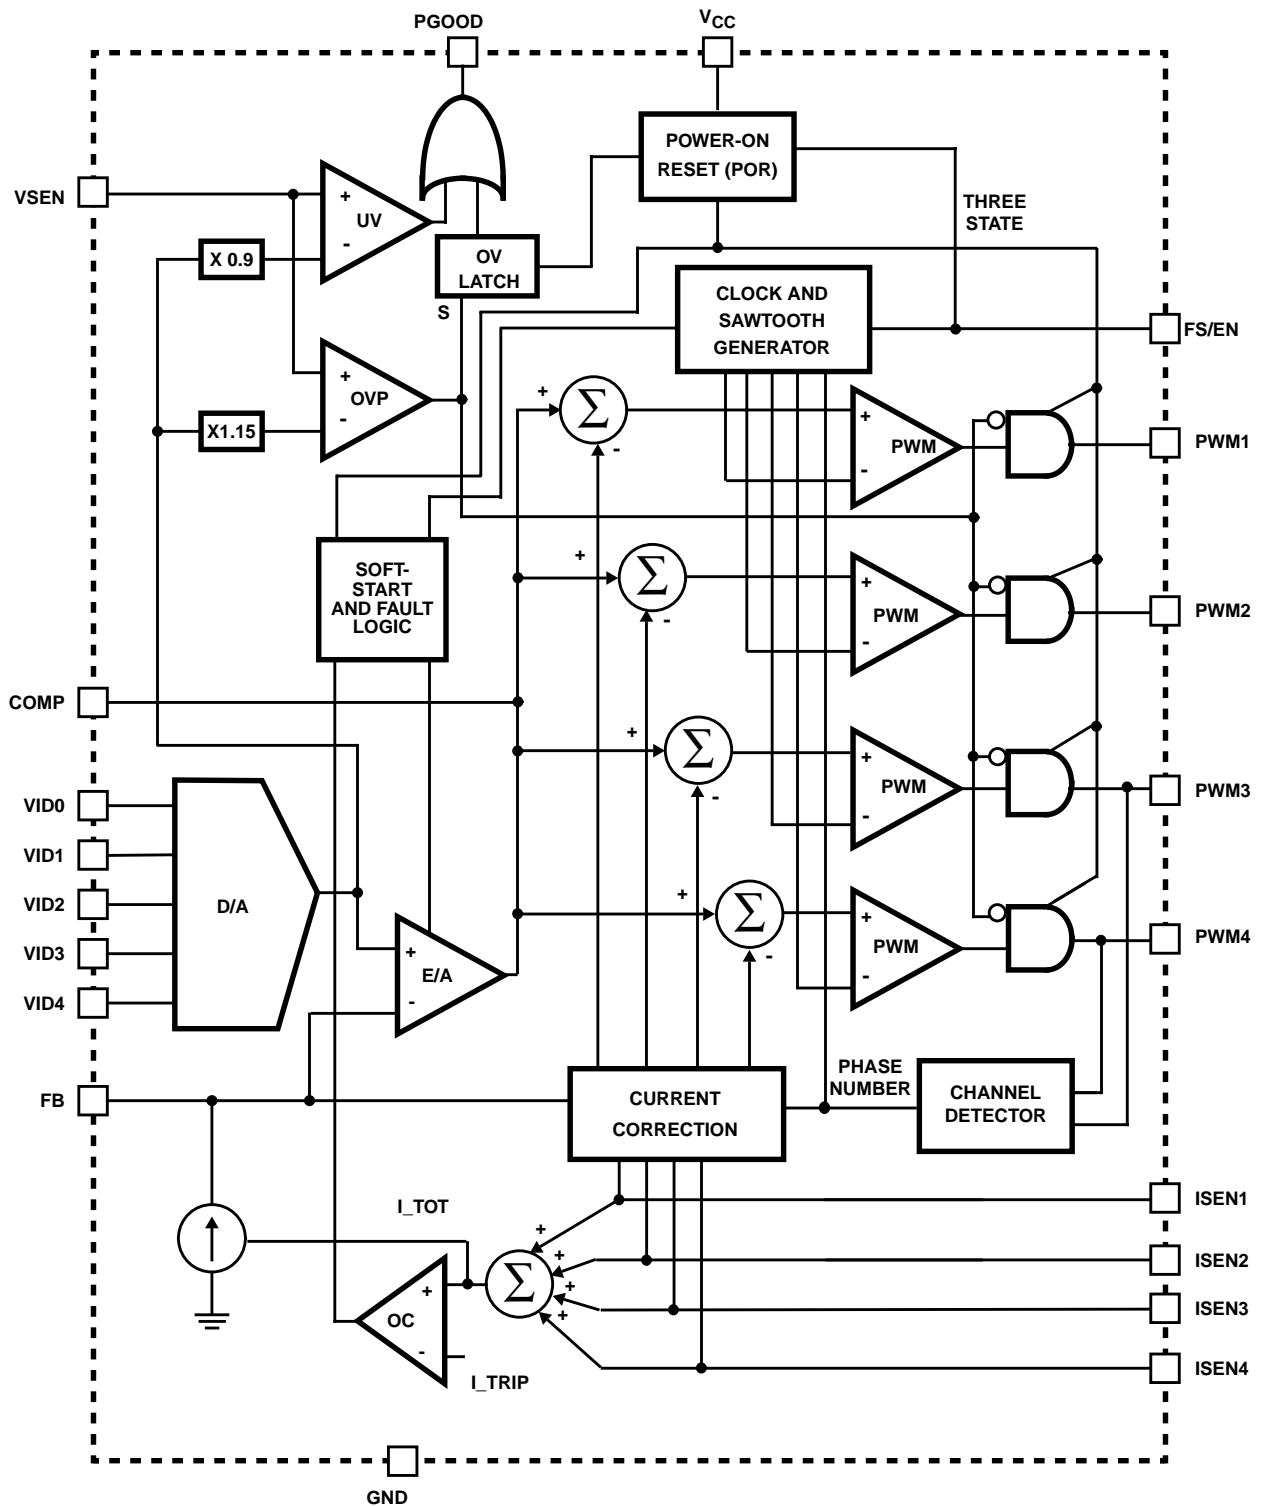 PGOOD
VCC
POWER-ON
RESET (POR)
VSEN
+
UV
-
THREE
STATE
X 0.9
OV
LATCH
S
CLOCK AND
SAWTOOTH
GENERATOR
FS/EN
+
OVP
-
X1.15
+
Σ
-
+
PWM
-
PWM1
SOFT-
START
AND FAULT
LOGIC
+
Σ
-
+
PWM
-
PWM2
COMP
+
Σ
-
+
PWM
-
PWM3
VID0
VID1
VID2
VID3
VID4
D/A
+
E/A
-
+
Σ
-
+
PWM
-
PWM4
FB
CURRENT
CORRECTION
PHASE
NUMBER
CHANNEL
DETECTOR
I_TOT
ISEN1
ISEN2
ISEN3
ISEN4
+
+
+
+
Σ
+
OC
-
I_TRIP
GND